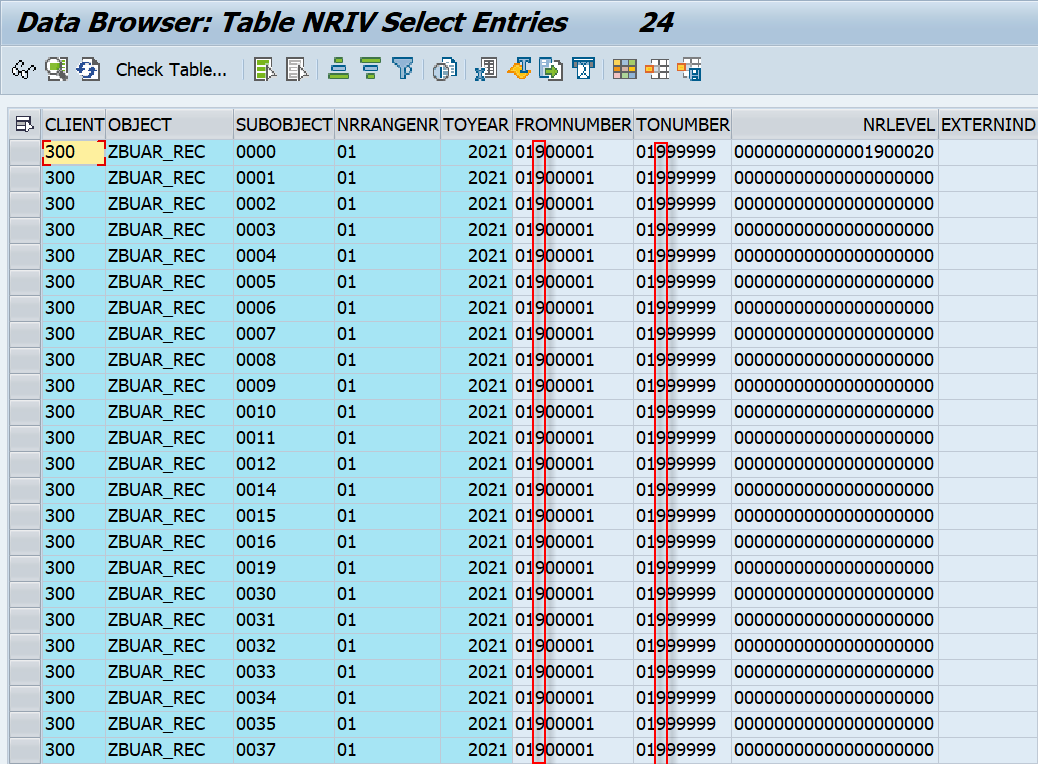 Data Browser: Table NRIV Select Entries 24
Check Table...
CLIENT OBJECT SUBOBJECT NRRANGENR TOYEAR FROMNUMBER TONUMBER NRLEVEL EXTERNIND
300 ZBUAR_REC 0000 01 2021 01900001 01999999 00000000000001900020
300 ZBUAR_REC 0001 01 2021 01900001 01999999 00000000000000000000
300 ZBUAR_REC 0002 01 2021 01900001 01999999 00000000000000000000
300 ZBUAR_REC 0003 01 2021 01900001 01999999 00000000000000000000
300 ZBUAR_REC 0004 01 2021 01900001 01999999 00000000000000000000
300 ZBUAR_REC 0005 01 2021 01900001 01999999 00000000000000000000
300 ZBUAR_REC 0006 01 2021 01900001 01999999 00000000000000000000
300 ZBUAR_REC 0007 01 2021 01900001 01999999 00000000000000000000
300 ZBUAR_REC 0008 01 2021 01900001 01999999 00000000000000000000
300 ZBUAR_REC 0009 01 2021 01900001 01999999 00000000000000000000
300 ZBUAR_REC 0010 01 2021 01900001 01999999 00000000000000000000
300 ZBUAR_REC 0011 01 2021 01900001 01999999 00000000000000000000
300 ZBUAR_REC 0012 01 2021 01900001 01999999 00000000000000000000
300 ZBUAR_REC 0014 01 2021 01900001 01999999 00000000000000000000
300 ZBUAR_REC 0015 01 2021 01900001 01999999 00000000000000000000
300 ZBUAR_REC 0016 01 2021 01900001 01999999 00000000000000000000
300 ZBUAR_REC 0019 01 2021 01900001 01999999 00000000000000000000
300 ZBUAR_REC 0030 01 2021 01900001 01999999 00000000000000000000
300 ZBUAR_REC 0031 01 2021 01900001 01999999 00000000000000000000
300 ZBUAR_REC 0032 01 2021 01900001 01999999 00000000000000000000
300 ZBUAR_REC 0033 01 2021 01900001 01999999 00000000000000000000
300 ZBUAR_REC 0034 01 2021 01900001 01999999 00000000000000000000
300 ZBUAR_REC 0035 01 2021 01900001 01999999 00000000000000000000
300 ZBUAR_REC 0037 01 2021 01900001 01999999 00000000000000000000